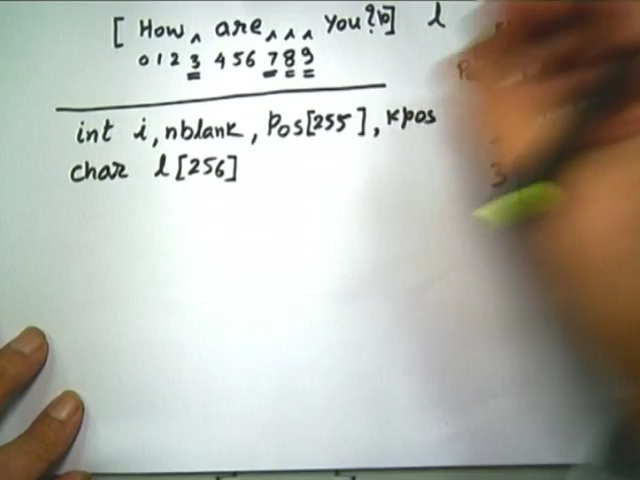 [ How ^ are ^ ^ ^ You? \0] l
0 1 2 3 4 5 6 7 8 9
int i, nblank, Pos[255], kpos
char l[256]
3